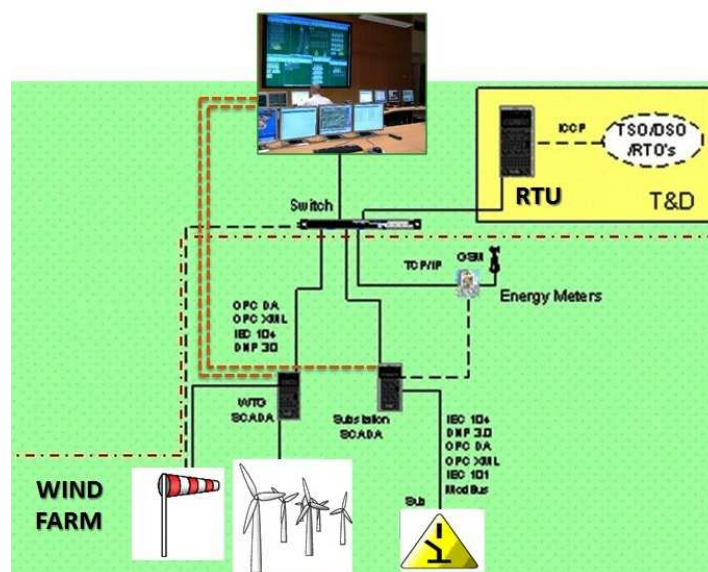 ICCP
TSO/DSO
/RTO's
RTU
T&D
Switch
TCP/IP
GSM
Energy Meters
OPC DA
OPC XML
IEC 104
DNP 3.0
WTG
SCADA
Substation
SCADA
IEC 104
DNP 3.0
OPC DA
OPC XML
IEC 101
ModBus
Sub
WIND
FARM